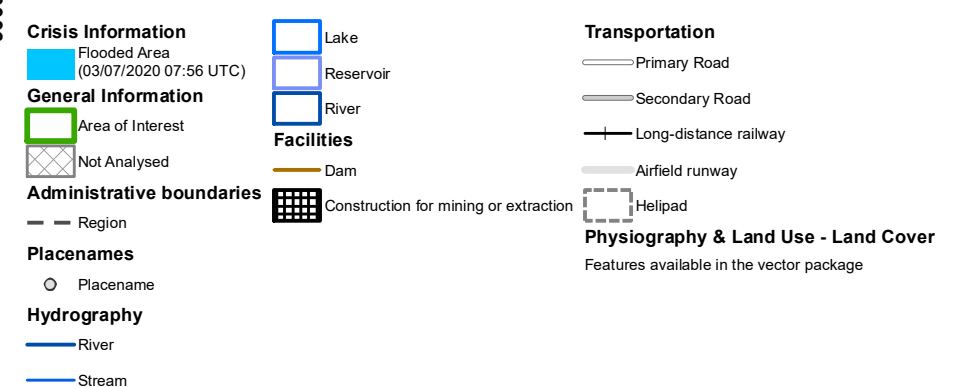 Crisis Information
Flooded Area
(03/07/2020 07:56 UTC)
General Information
Area of Interest
Not Analysed
Administrative boundaries
Region
Placenames
Placename
Hydrography
River
Stream
Lake
Reservoir
River
Facilities
Dam
Construction for mining or extraction
Transportation
Primary Road
Secondary Road
Long-distance railway
Airfield runway
Helipad
Physiography & Land Use - Land Cover
Features available in the vector package